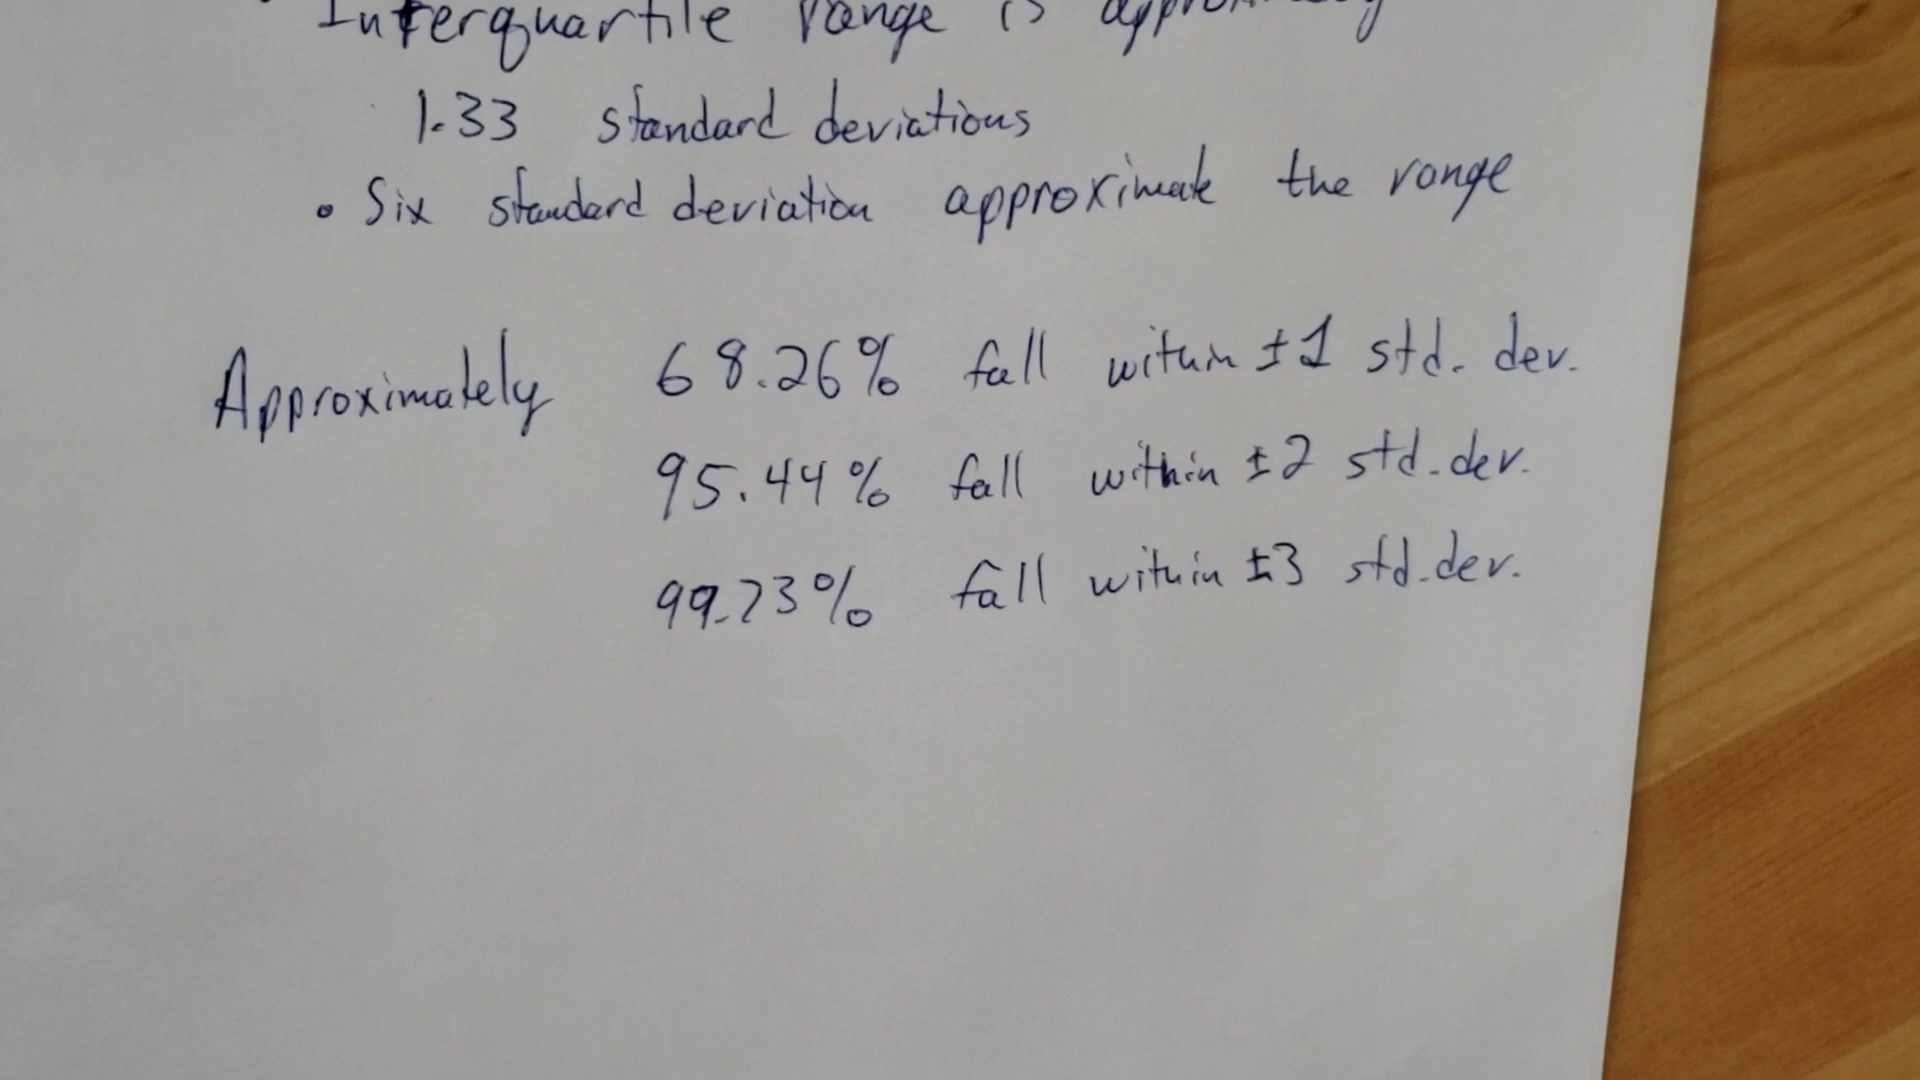 Interquartile range is
1.33 standard deviations
• Six standard deviation approximate the range
Approximately 68.26% fall within ±1 std. dev.
95.44% fall within ±2 std. dev.
99.73% fall within ±3 std. dev.